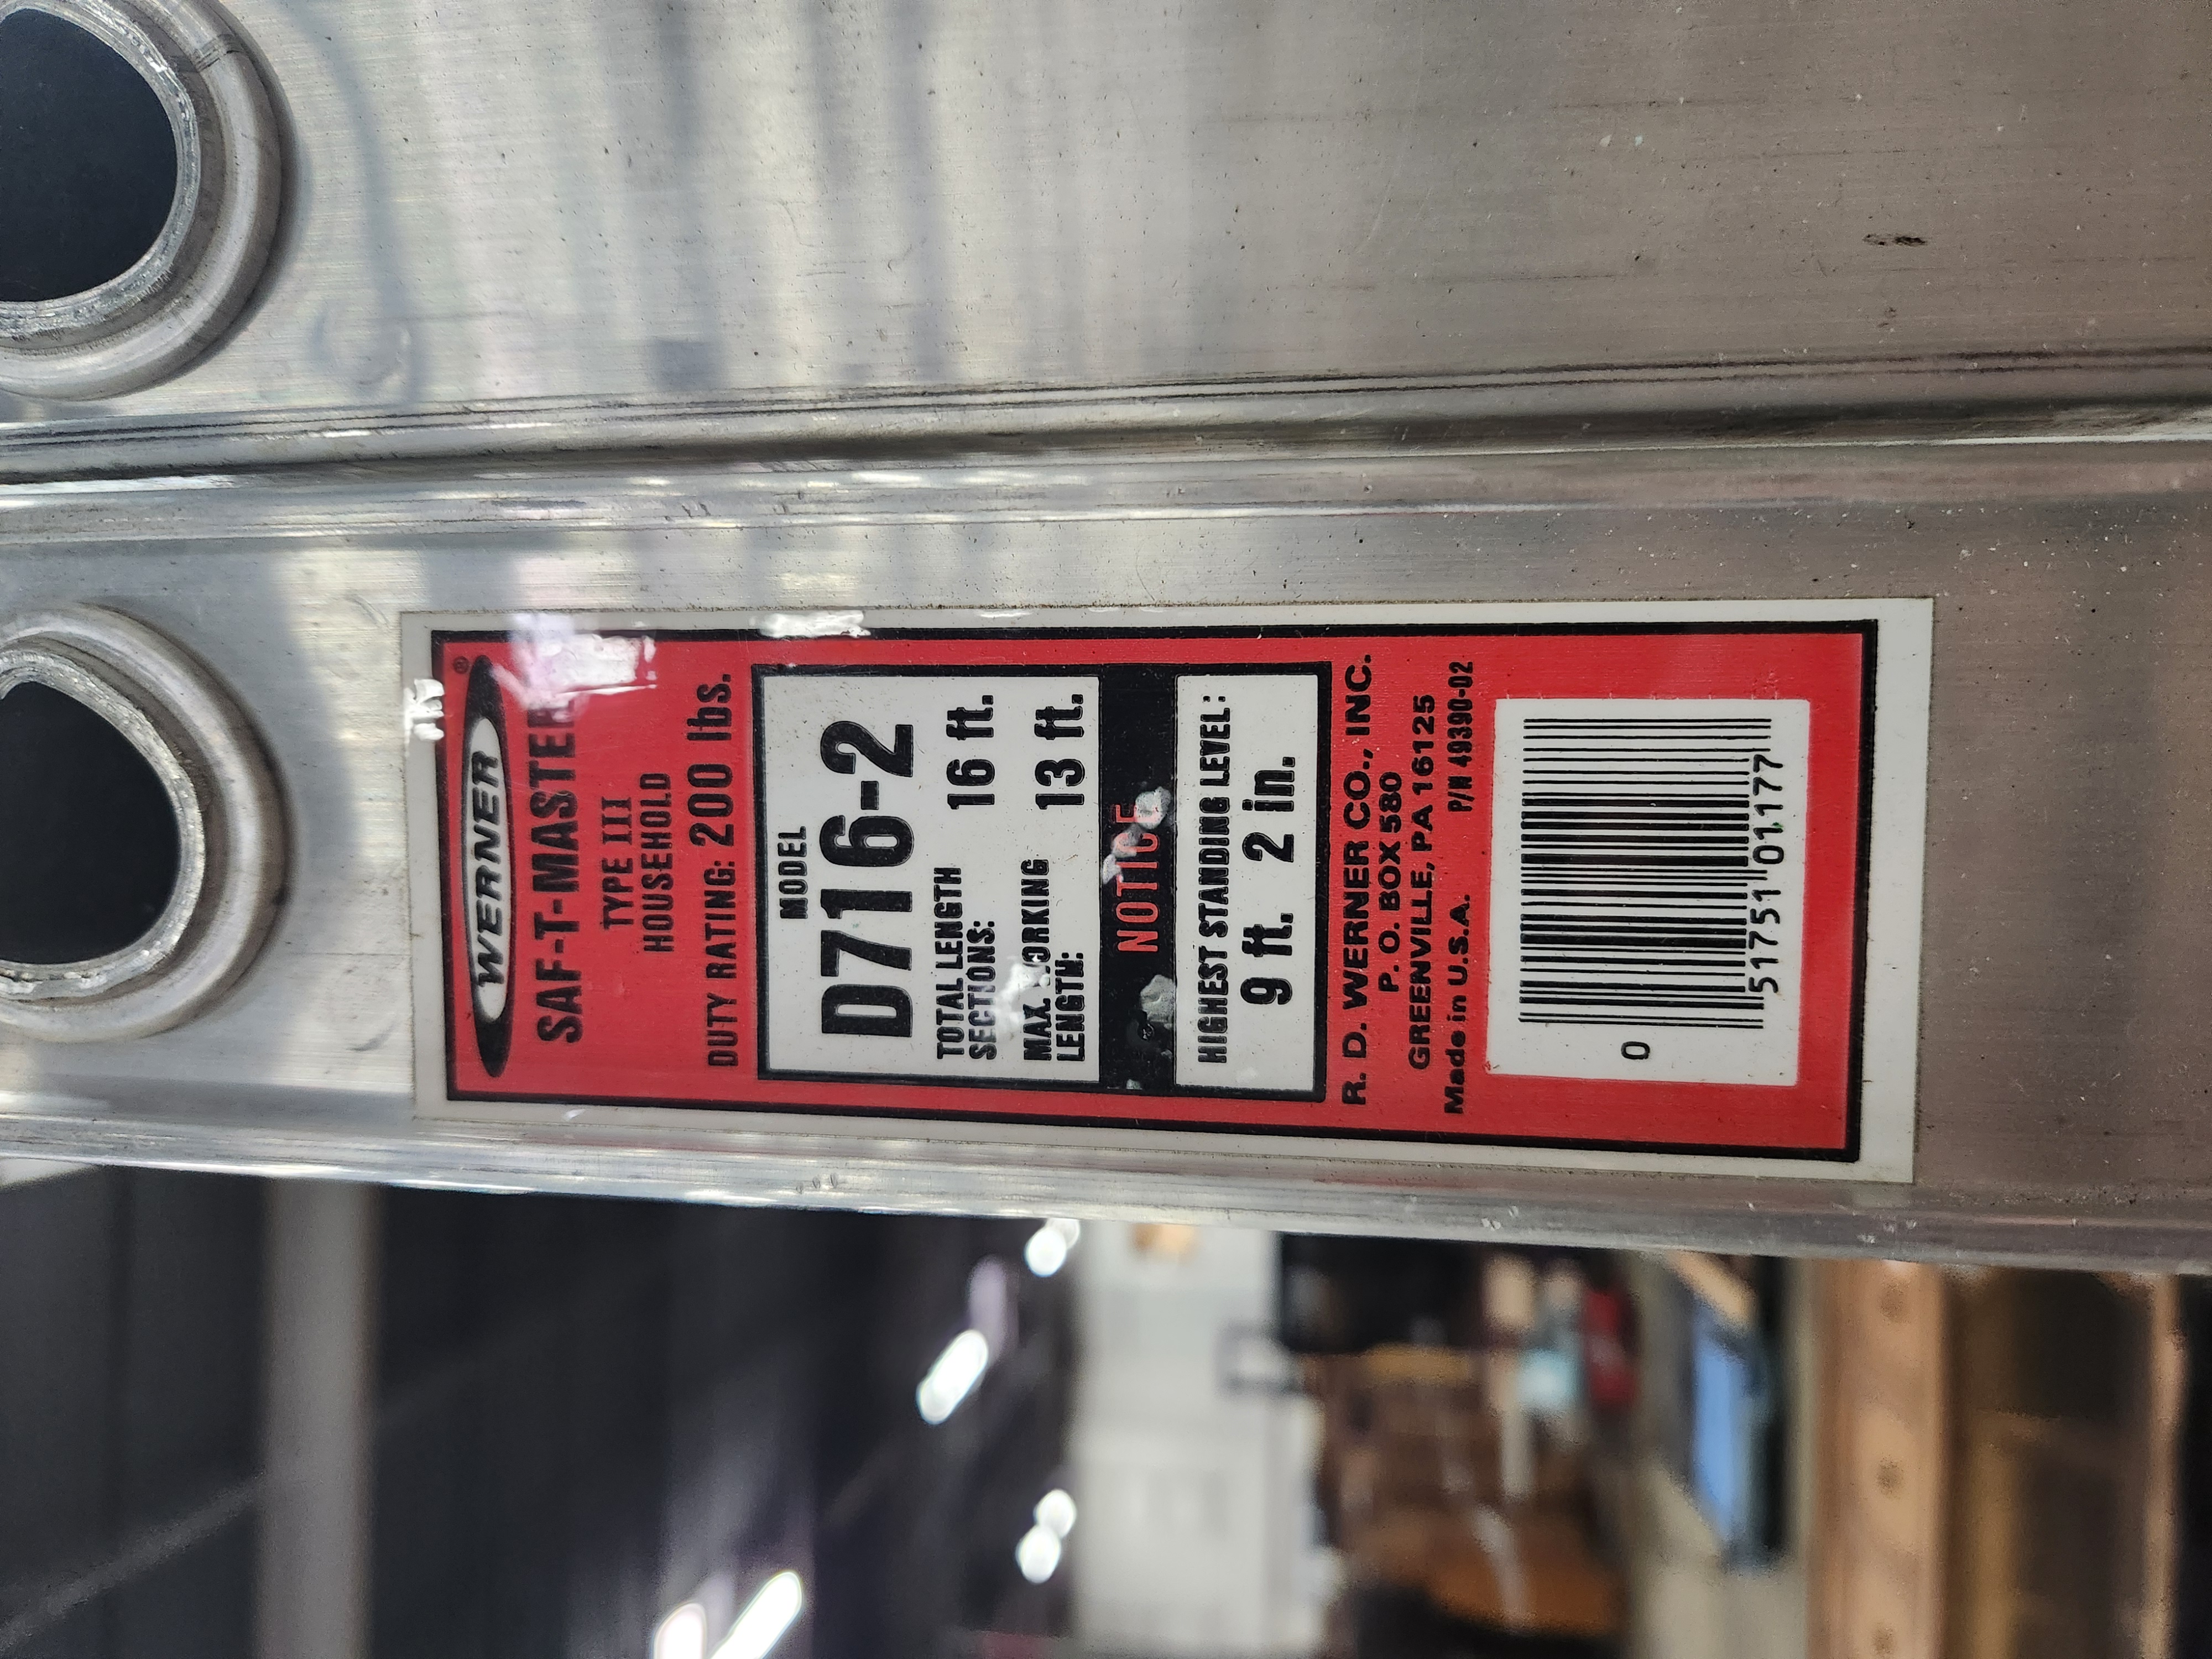 WERNER®
SAF-T-MASTER
TYPE III
HOUSEHOLD
DUTY RATING: 200 lbs.
MODEL
D716-2
TOTAL LENGTH
SECTIONS: 16 ft.
MAX. WORKING
LENGTH: 13 ft.
NOTICE
HIGHEST STANDING LEVEL:
9 ft. 2 in.
R. D. WERNER CO., INC.
P. O. BOX 580
GREENVILLE, PA 16125
Made in U.S.A. P/N 49390-02
0 51751 01177